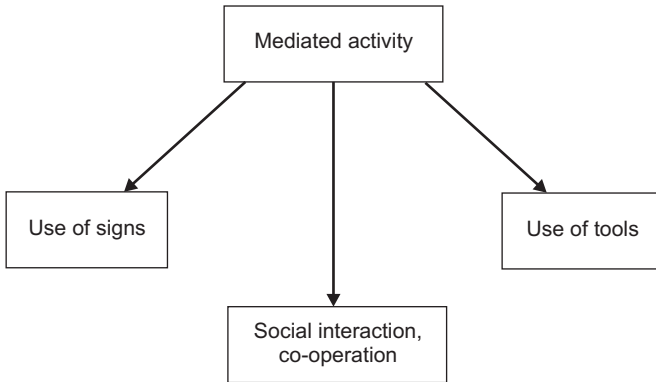 Mediated activity
Use of signs
Use of tools
Social interaction,
co-operation